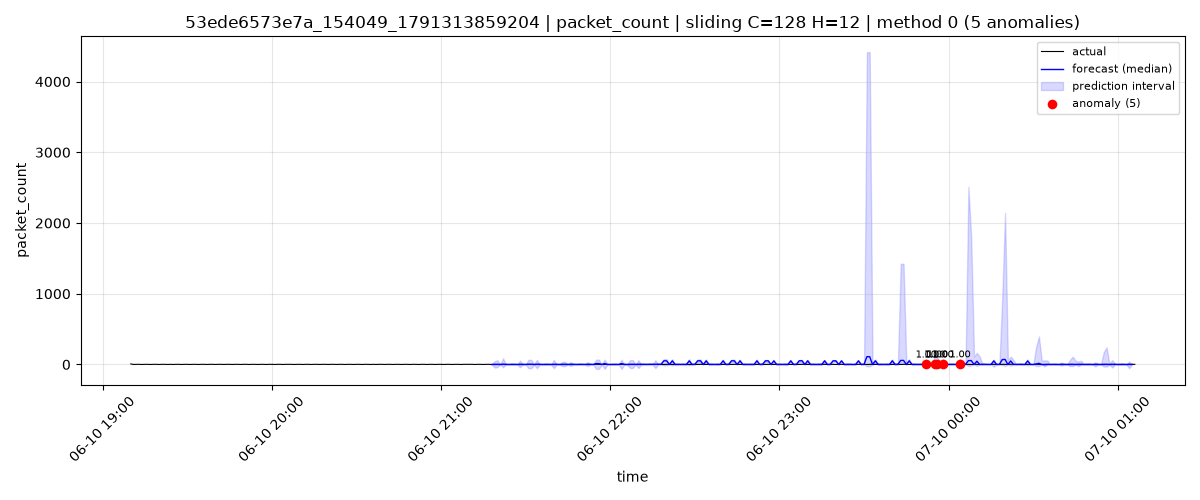 53ede6573e7a_154049_1791313859204 | packet_count | sliding C=128 H=12 | method 0 (5 anomalies)
actual
forecast (median)
prediction interval
anomaly (5)
4000
3000
2000
1000
0
packet_count
1.00
06-10 19:00
06-10 20:00
06-10 21:00
06-10 22:00
06-10 23:00
07-10 00:00
07-10 01:00
time